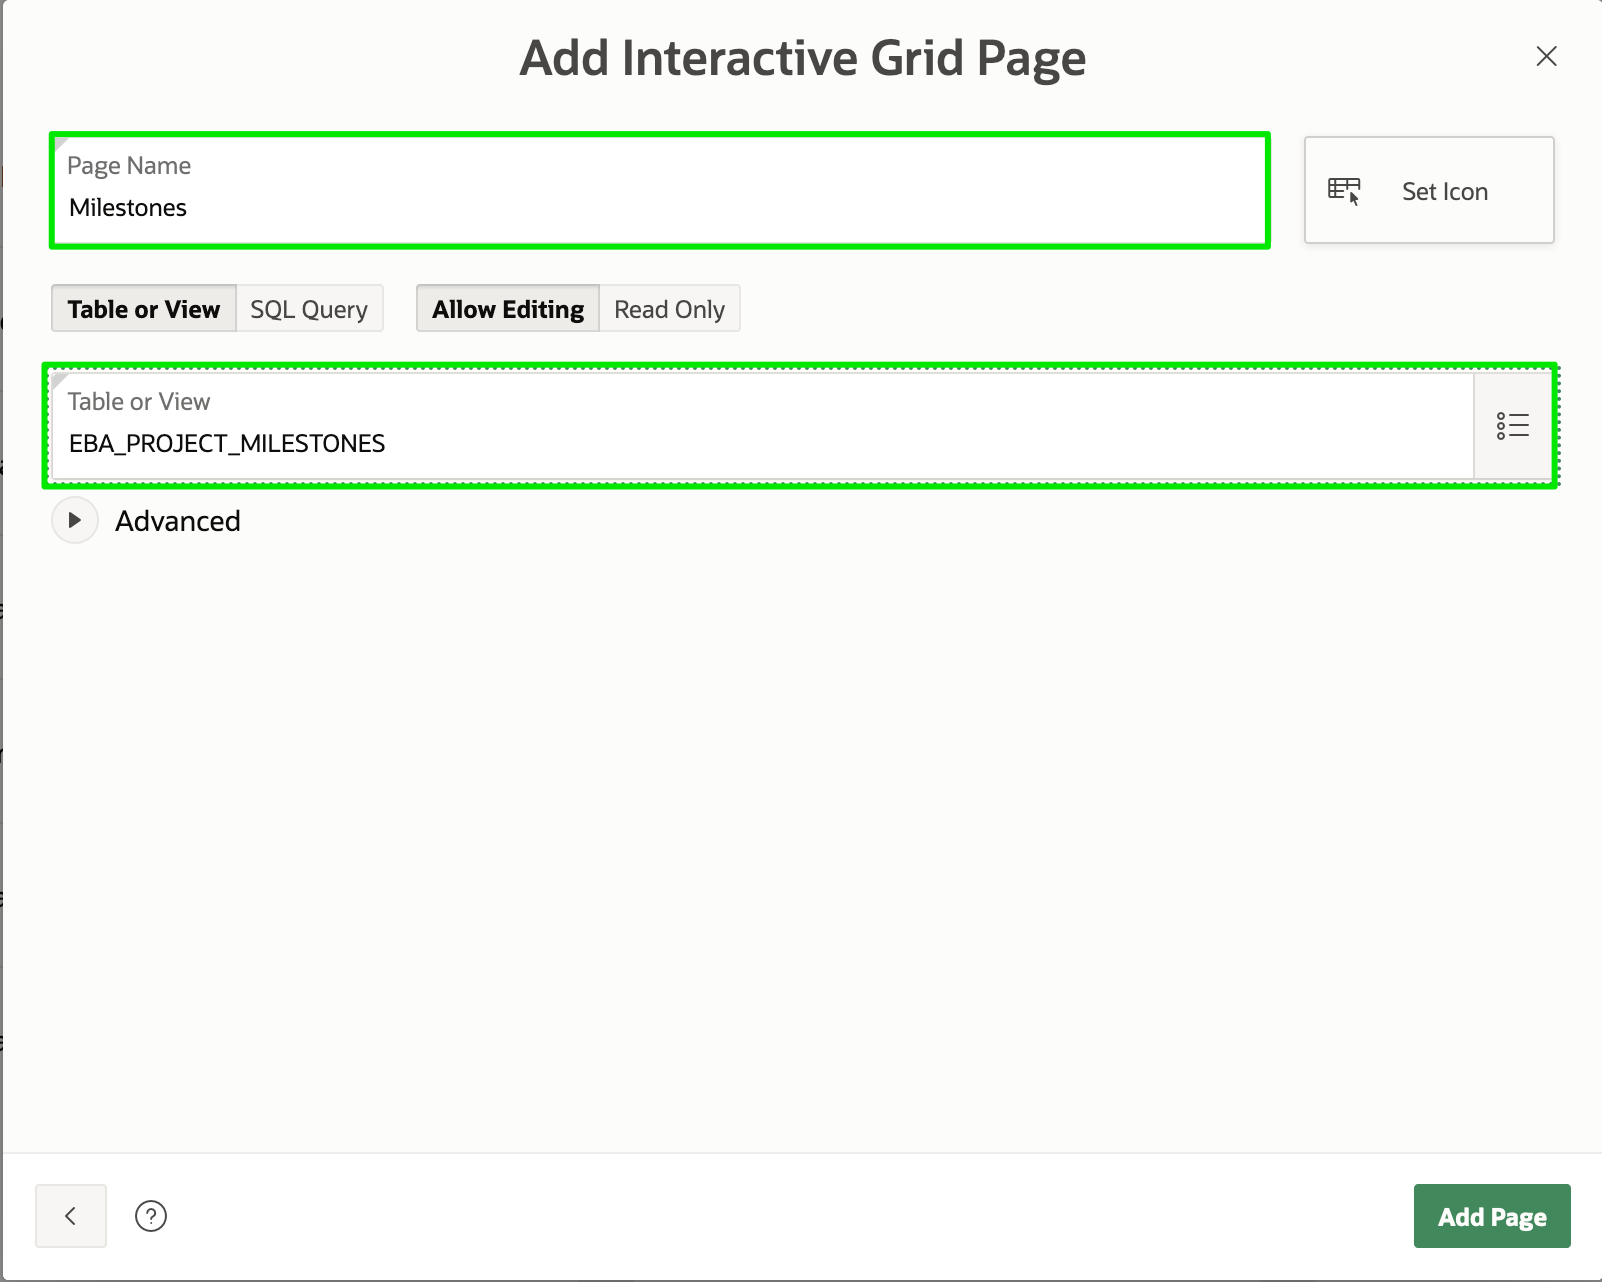 Add Interactive Grid Page
Page Name
Milestones
Set Icon
Table or View SQL Query Allow Editing Read Only
Table or View
EBA_PROJECT_MILESTONES
Advanced
?
Add Page